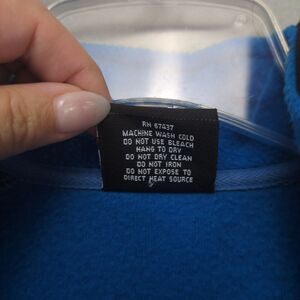 RN 67437
MACHINE WASH COLD
DO NOT USE BLEACH
HANG TO DRY
DO NOT DRY CLEAN
DO NOT IRON
DO NOT EXPOSE TO
DIRECT HEAT SOURCE